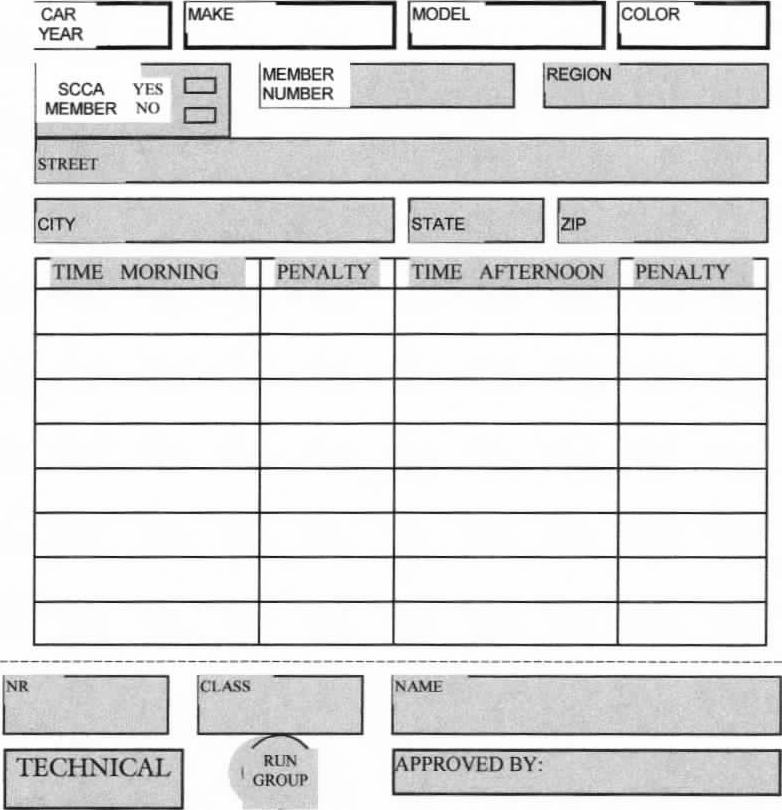 CAR YEAR MAKE MODEL COLOR
SCCA MEMBER YES NO MEMBER NUMBER REGION
STREET
CITY STATE ZIP
TIME MORNING PENALTY TIME AFTERNOON PENALTY
NR CLASS NAME
TECHNICAL RUN GROUP APPROVED BY: